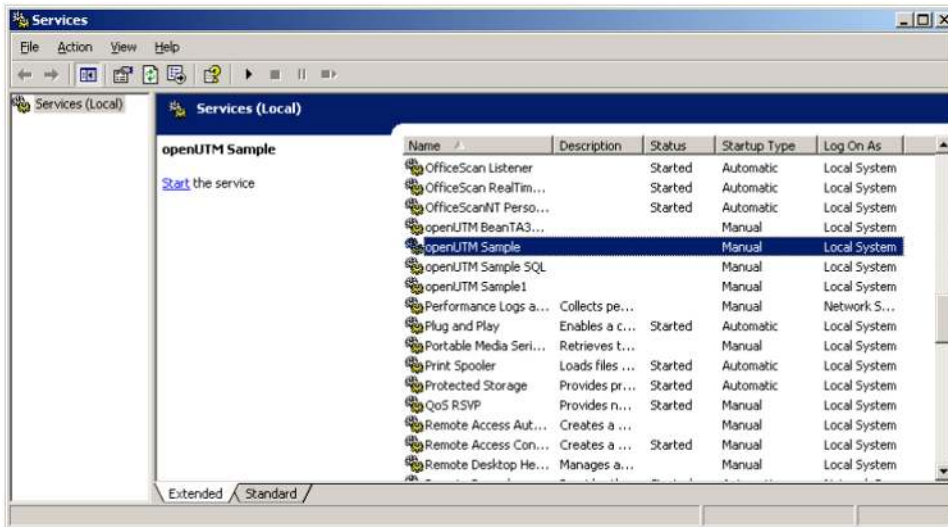 Services
File Action View Help
Services (Local)
Services (Local)
openUTM Sample
Start the service
Name Description Status Startup Type Log On As
OfficeScan Listener Started Automatic Local System
OfficeScan RealTim... Started Automatic Local System
OfficeScanNT Perso... Started Automatic Local System
openUTM BeanTA3... Manual Local System
openUTM Sample Manual Local System
openUTM Sample SQL Manual Local System
openUTM Sample1 Manual Local System
Performance Logs a... Collects pe... Manual Network S...
Plug and Play Enables a c... Started Automatic Local System
Portable Media Seri... Retrieves t... Manual Local System
Print Spooler Loads files ... Started Automatic Local System
Protected Storage Provides pr... Started Automatic Local System
QoS RSVP Provides n... Started Manual Local System
Remote Access Aut... Creates a ... Manual Local System
Remote Access Con... Creates a ... Started Manual Local System
Remote Desktop He... Manages a... Manual Local System
Extended Standard